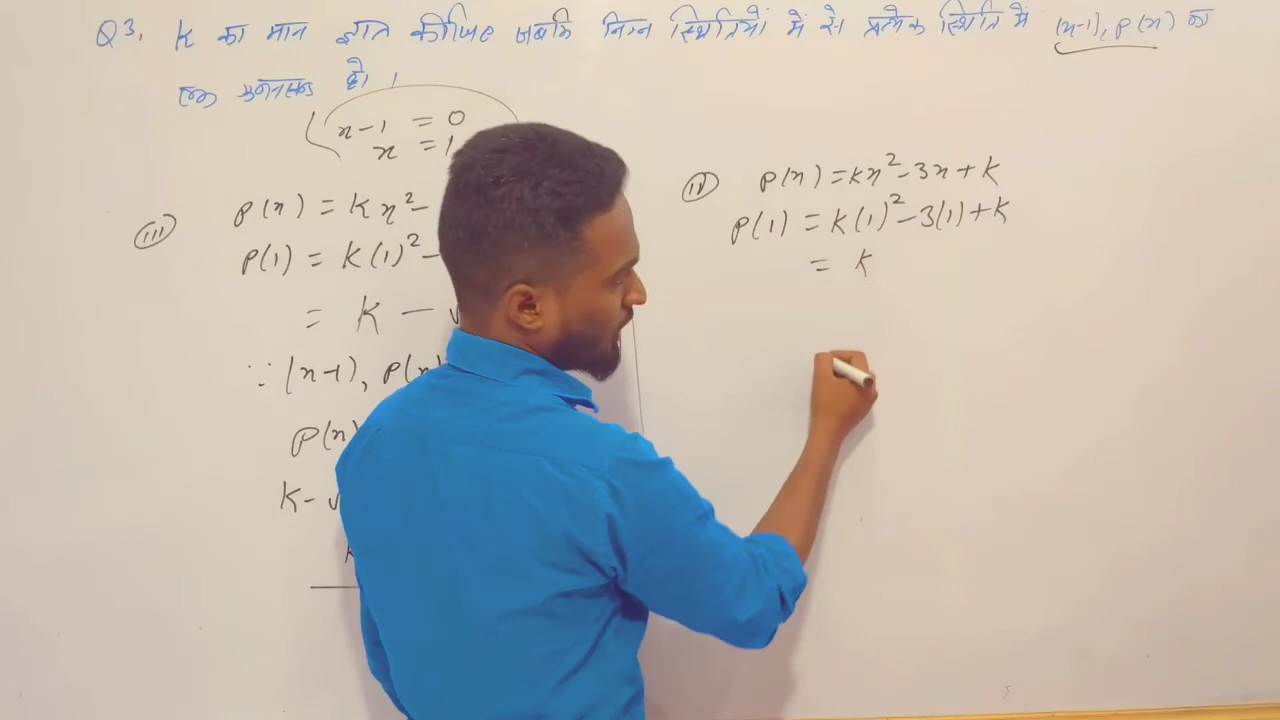 Q3. K का मान ज्ञात कीजिए जबकि निम्न स्थितियों में से प्रत्येक स्थिति में (x-1), P(x) का
एक गुणनखण्ड हो।
x-1 = 0
x = 1
(iii) P(x) = Kx² -
P(1) = K(1)² -
= K - √
∵ (x-1), P(x)
P(x)
K - √
K
(iv) P(x) = Kx² - 3x + K
P(1) = K(1)² - 3(1) + K
= K